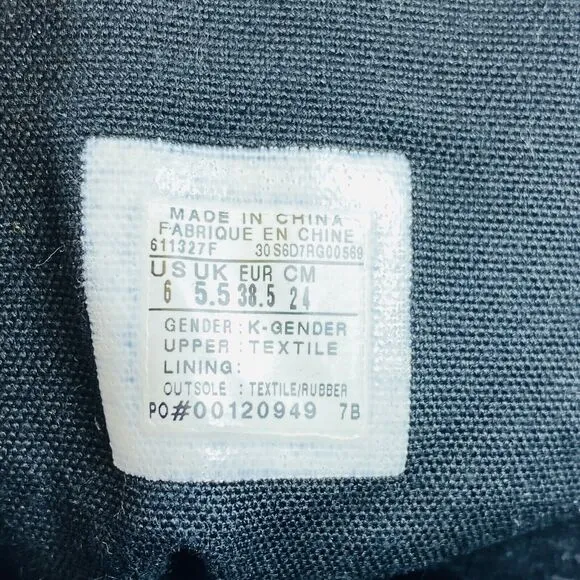 MADE IN CHINA
FABRIQUE EN CHINE
611327F 30S6D7RG00569
US UK EUR CM
6 5.5 38.5 24
GENDER : K-GENDER
UPPER : TEXTILE
LINING :
OUTSOLE : TEXTILE/RUBBER
PO#00120949 7B